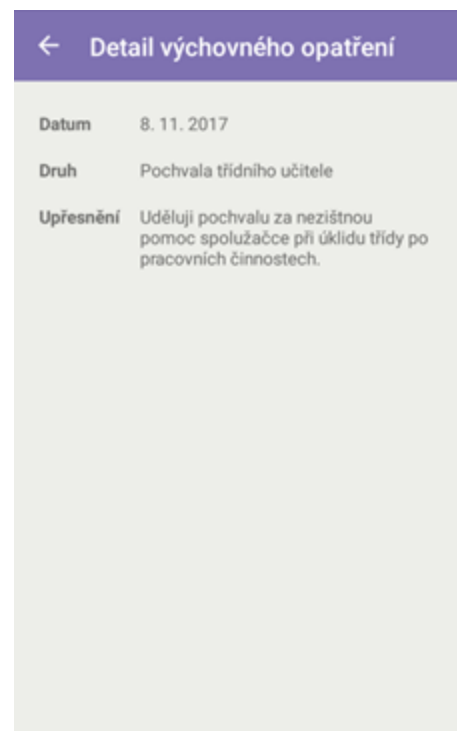 Detail výchovného opatření
Datum 8. 11. 2017
Druh Pochvala třídního učitele
Upřesnění Uděluji pochvalu za nezištnou
pomoc spolužačce při úklidu třídy po
pracovních činnostech.